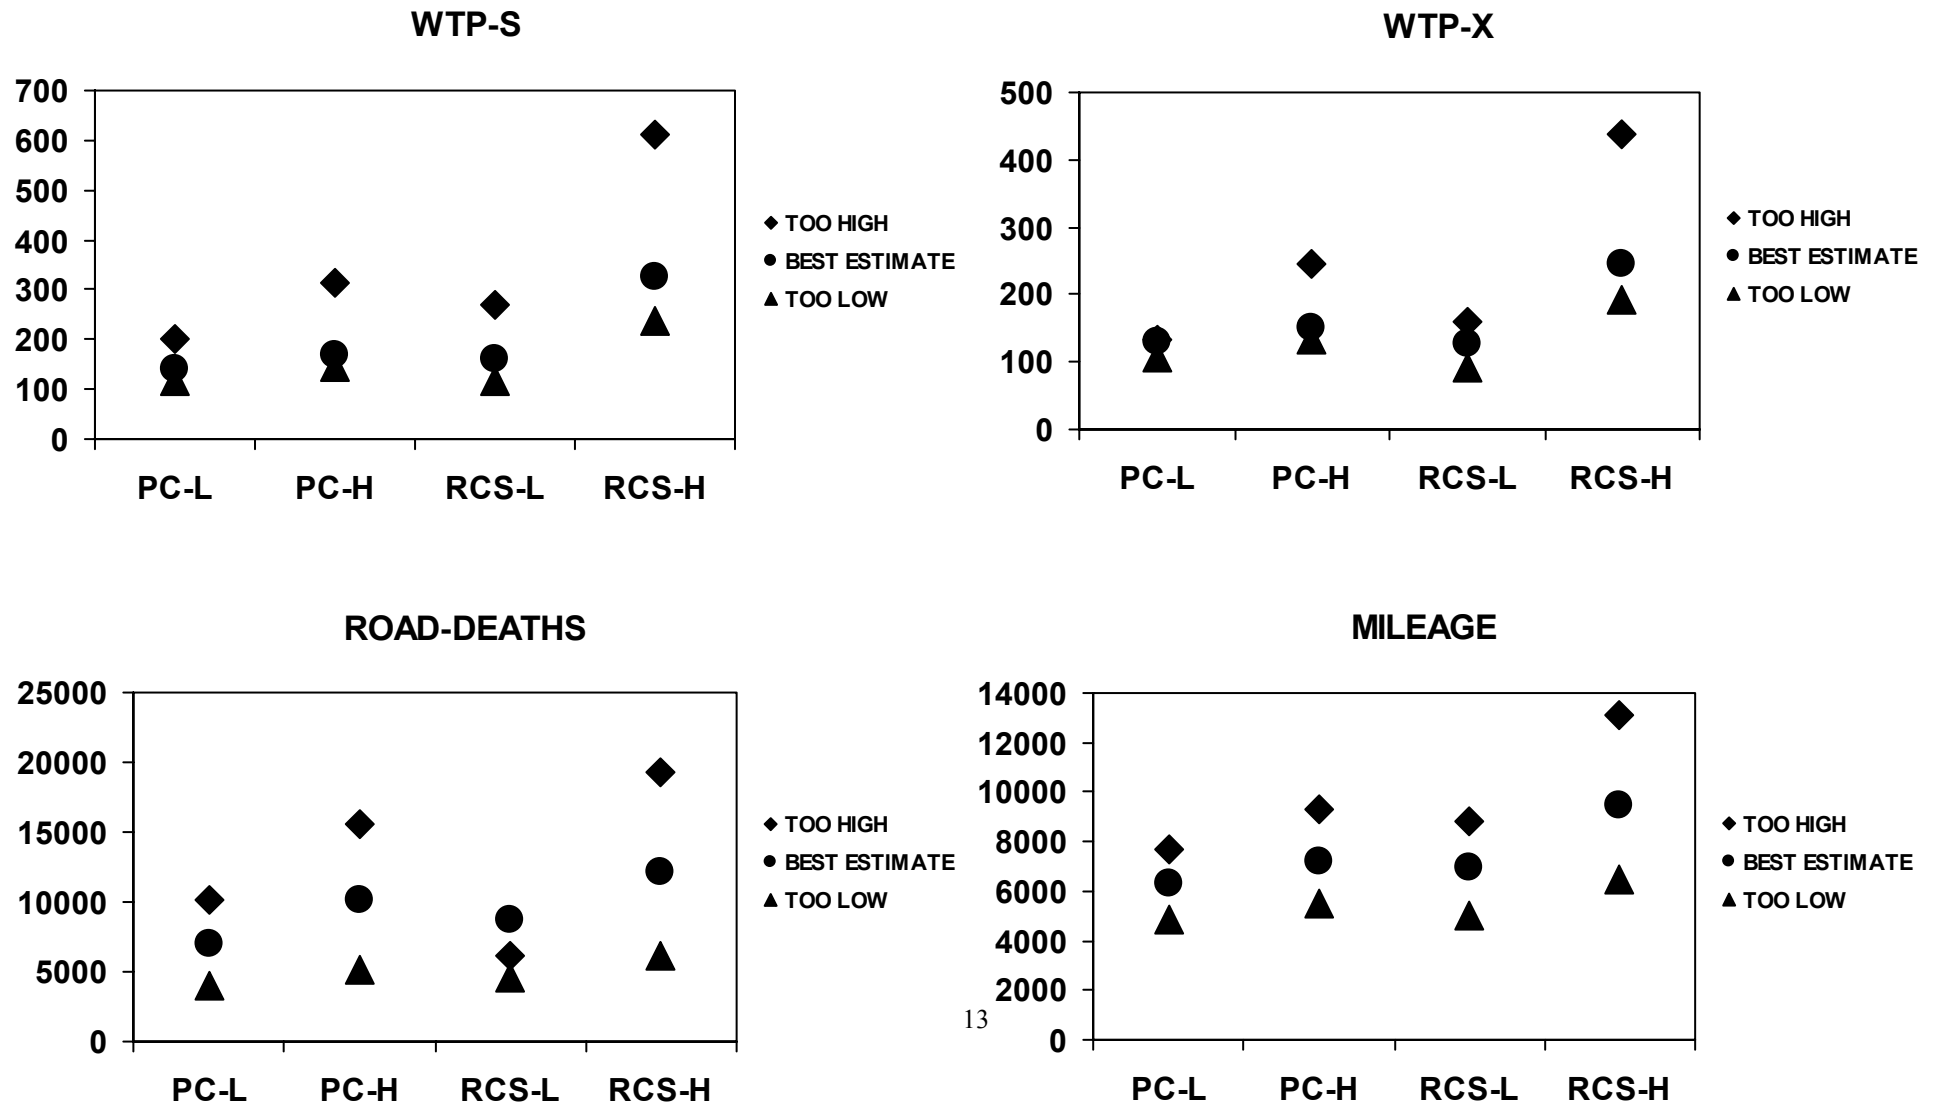 WTP-S
700
600
500
400
300
200
100
0
PC-L PC-H RCS-L RCS-H
TOO HIGH
BEST ESTIMATE
TOO LOW
WTP-X
500
400
300
200
100
0
PC-L PC-H RCS-L RCS-H
TOO HIGH
BEST ESTIMATE
TOO LOW
ROAD-DEATHS
25000
20000
15000
10000
5000
0
PC-L PC-H RCS-L RCS-H
TOO HIGH
BEST ESTIMATE
TOO LOW
MILEAGE
14000
12000
10000
8000
6000
4000
2000
0
PC-L PC-H RCS-L RCS-H
TOO HIGH
BEST ESTIMATE
TOO LOW
13